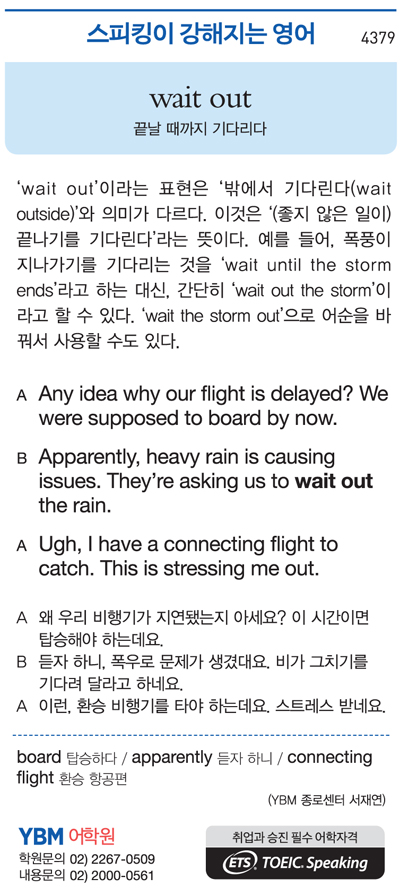 스피킹이 강해지는 영어 4379
wait out
끝날 때까지 기다리다
‘wait out’이라는 표현은 ‘밖에서 기다린다(wait
outside)’와 의미가 다르다. 이것은 ‘(좋지 않은 일이)
끝나기를 기다린다’라는 뜻이다. 예를 들어, 폭풍이
지나가기를 기다리는 것을 ‘wait until the storm
ends’라고 하는 대신, 간단히 ‘wait out the storm’이
라고 할 수 있다. ‘wait the storm out’으로 어순을 바
꿔서 사용할 수도 있다.
A Any idea why our flight is delayed? We
were supposed to board by now.
B Apparently, heavy rain is causing
issues. They’re asking us to wait out
the rain.
A Ugh, I have a connecting flight to
catch. This is stressing me out.
A 왜 우리 비행기가 지연됐는지 아세요? 이 시간이면
탑승해야 하는데요.
B 듣자 하니, 폭우로 문제가 생겼대요. 비가 그치기를
기다려 달라고 하네요.
A 이런, 환승 비행기를 타야 하는데요. 스트레스 받네요.
board 탑승하다 / apparently 듣자 하니 / connecting
flight 환승 항공편
(YBM 종로센터 서재연)
YBM 어학원
학원문의 02) 2267-0509
내용문의 02) 2000-0561
취업과 승진 필수 어학자격
ETS TOEIC Speaking